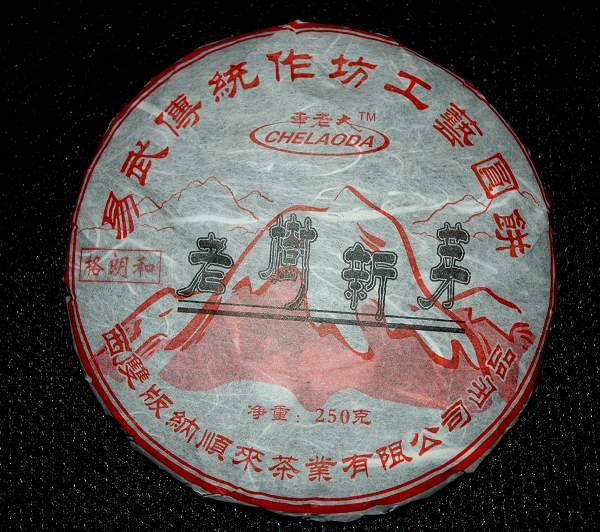 易武傳統作坊工藝圓餅
車老大™
CHELAODA
老樹新芽
格朗和
净重：250克
西雙版納順來茶業有限公司出品